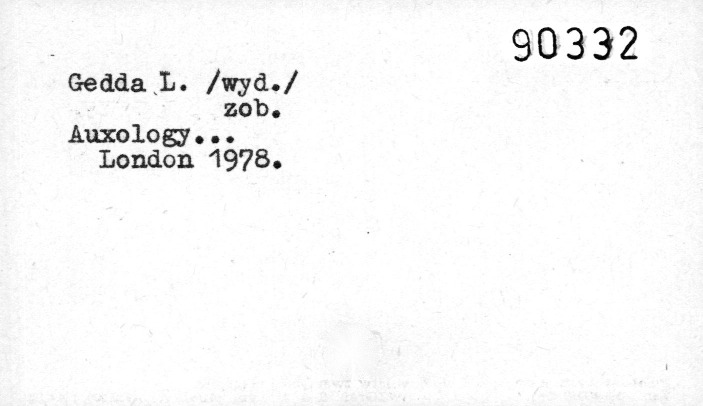 90332
Gedda L. /wyd./
zob.
Auxology...
London 1978.